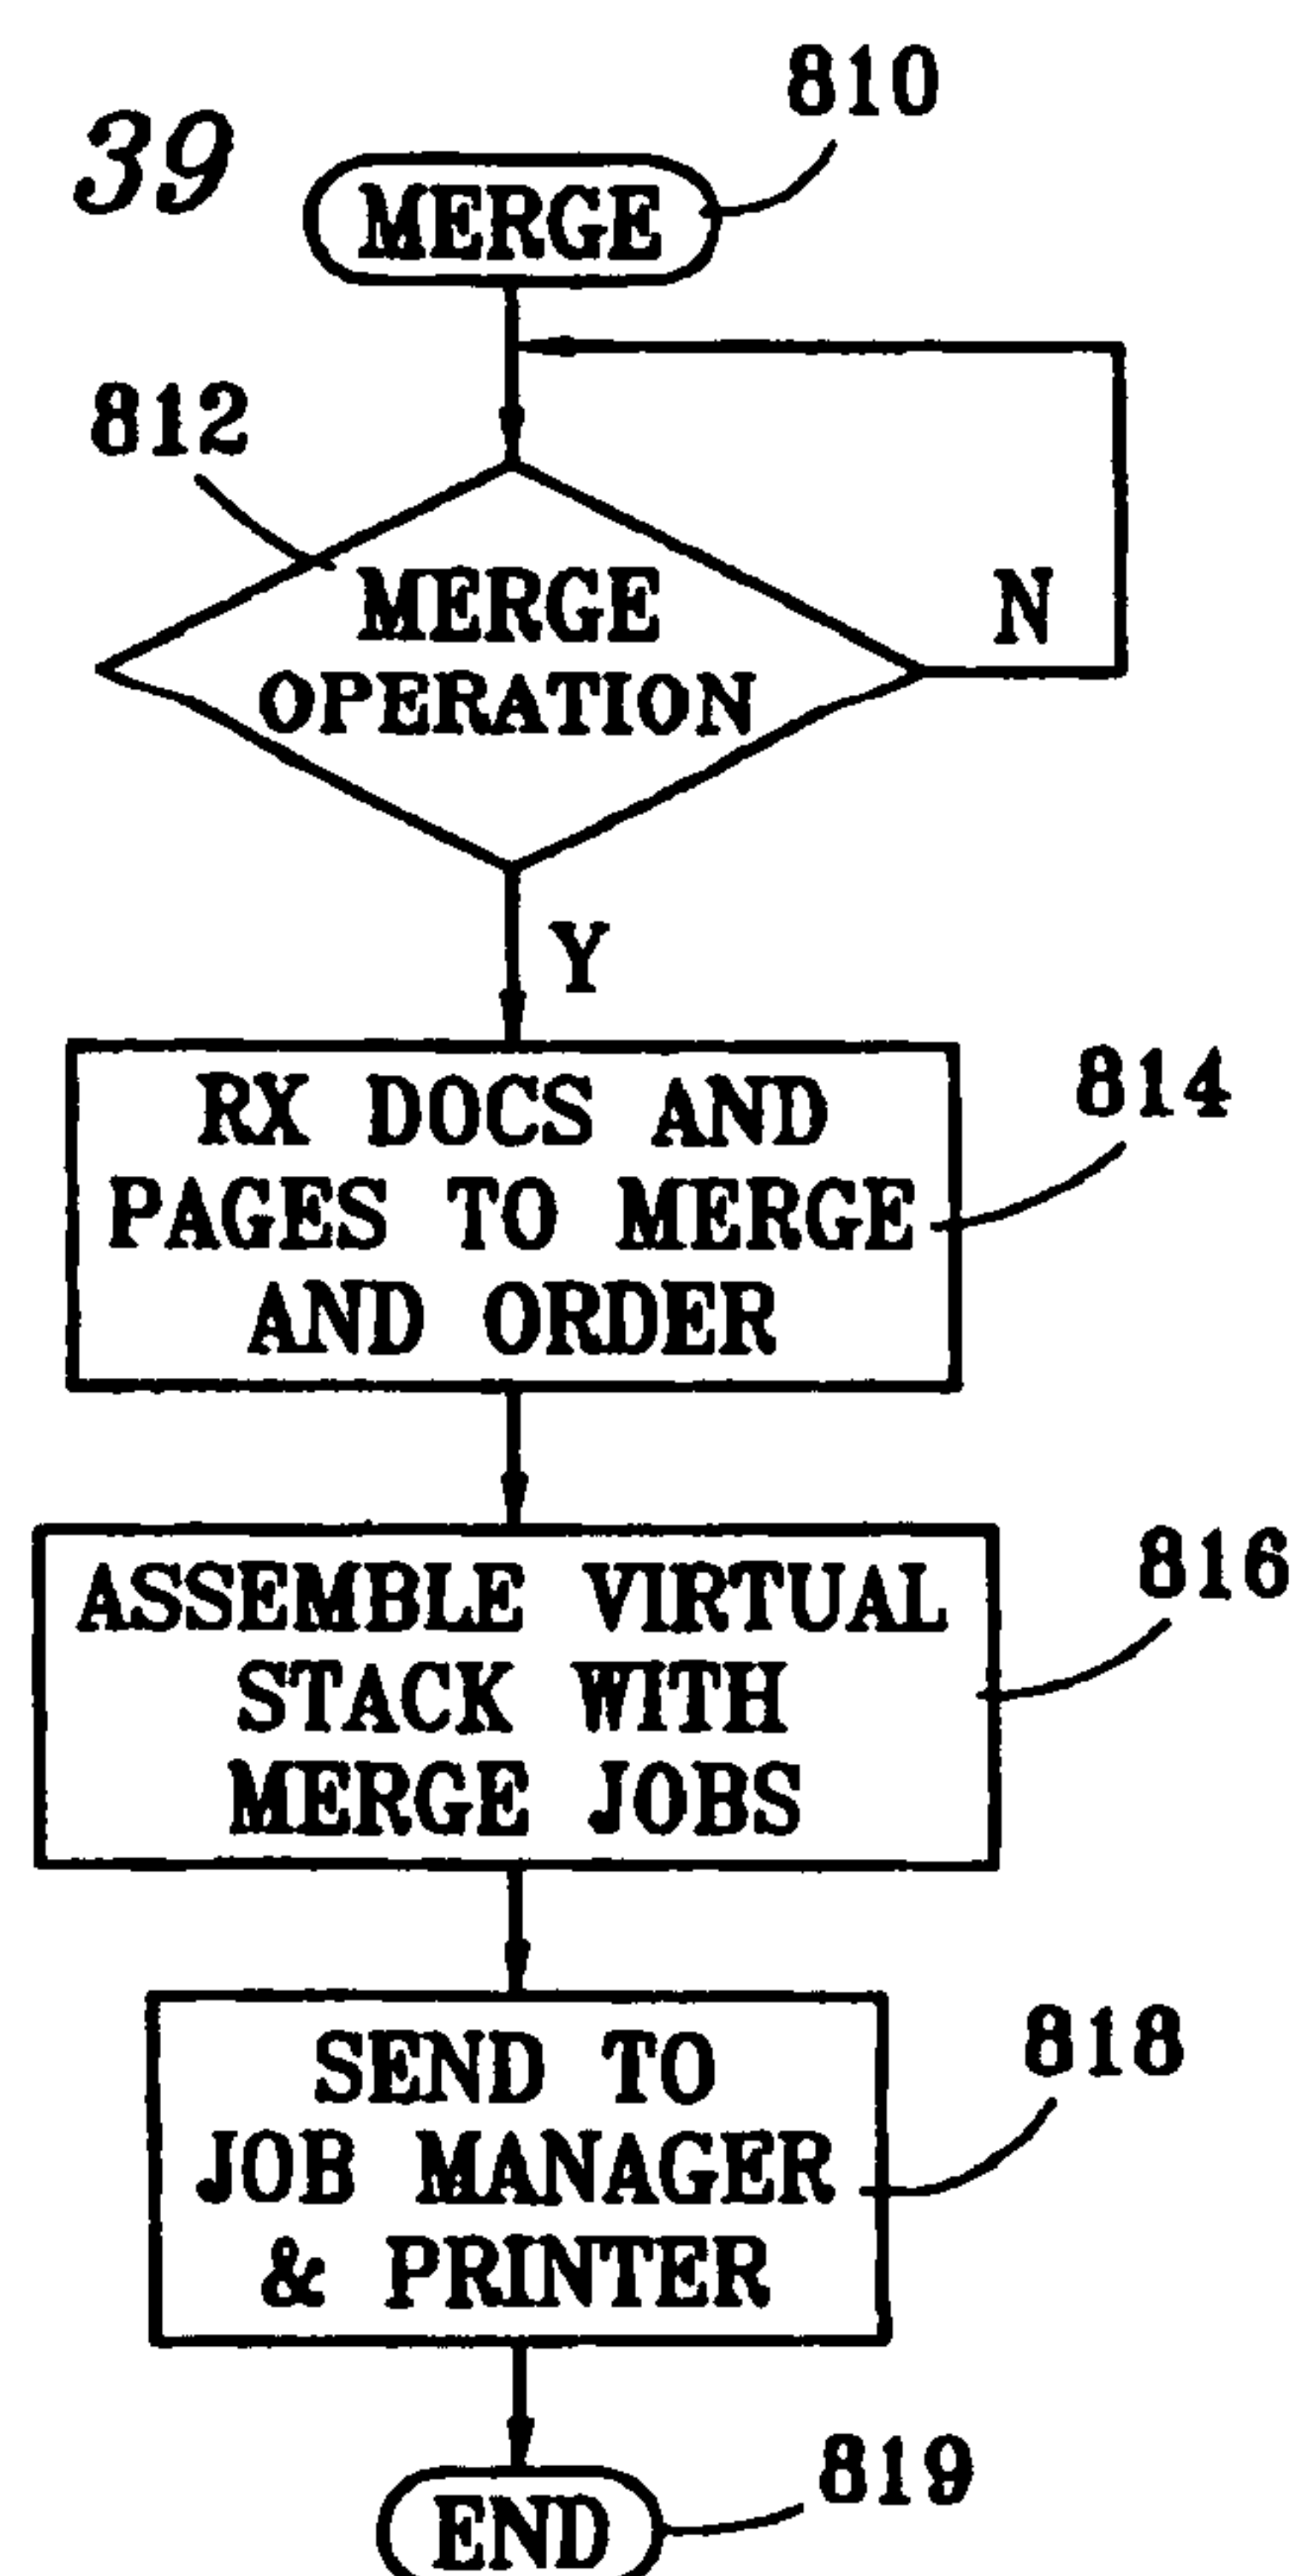 39
810
MERGE
812
MERGE
OPERATION
N
Y
RX DOCS AND
PAGES TO MERGE
AND ORDER
814
ASSEMBLE VIRTUAL
STACK WITH
MERGE JOBS
816
SEND TO
JOB MANAGER
& PRINTER
818
END
819